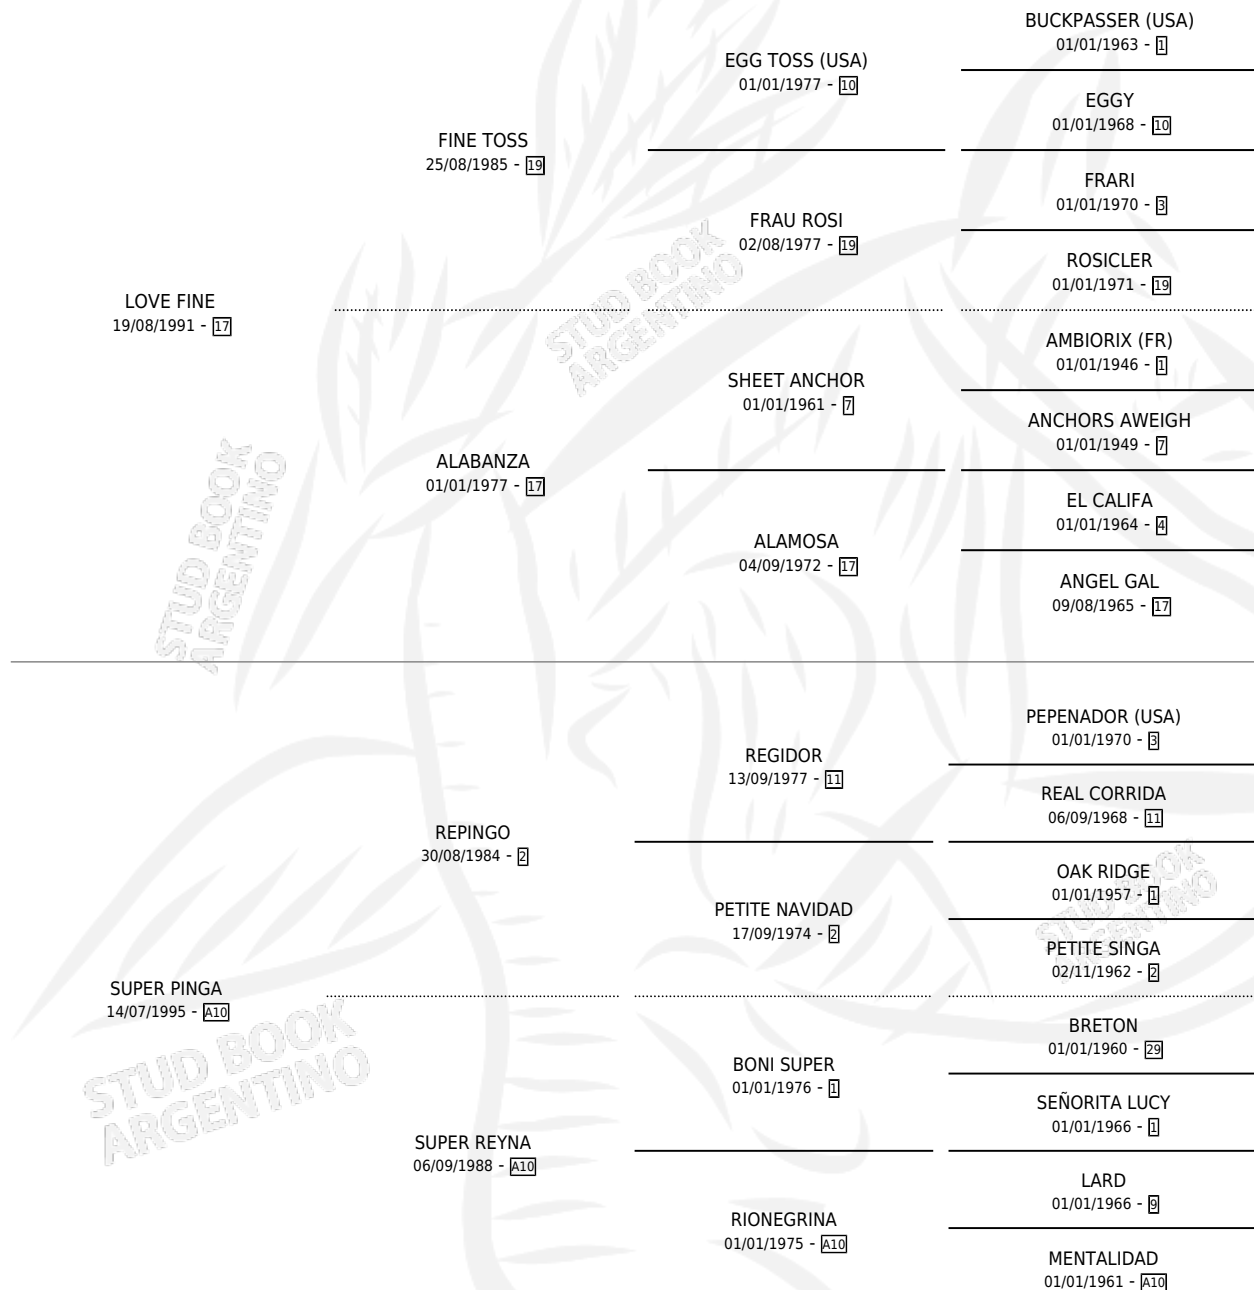 BUCKPASSER (USA)
01/01/1963 - 1
EGG TOSS (USA)
01/01/1977 - 10
EGGY
01/01/1968 - 10
FINE TOSS
25/08/1985 - 19
FRARI
01/01/1970 - 3
FRAU ROSI
02/08/1977 - 19
ROSICLER
01/01/1971 - 19
LOVE FINE
19/08/1991 - 17
AMBIORIX (FR)
01/01/1946 - 1
SHEET ANCHOR
01/01/1961 - 7
ANCHORS AWEIGH
01/01/1949 - 7
ALABANZA
01/01/1977 - 17
EL CALIFA
01/01/1964 - 4
ALAMOSA
04/09/1972 - 17
ANGEL GAL
09/08/1965 - 17
PEPENADOR (USA)
01/01/1970 - 3
REGIDOR
13/09/1977 - 11
REAL CORRIDA
06/09/1968 - 11
REPINGO
30/08/1984 - 2
OAK RIDGE
01/01/1957 - 1
PETITE NAVIDAD
17/09/1974 - 2
PETITE SINGA
02/11/1962 - 2
SUPER PINGA
14/07/1995 - A10
BRETON
01/01/1960 - 29
BONI SUPER
01/01/1976 - 1
SEÑORITA LUCY
01/01/1966 - 1
SUPER REYNA
06/09/1988 - A10
LARD
01/01/1966 - 9
RIONEGRINA
01/01/1975 - A10
MENTALIDAD
01/01/1961 - A10
STUD BOOK
ARGENTINO
STUD BOOK
ARGENTINO
STUD BOOK
ARGENTINO
STUD BOOK
ARGENTINO